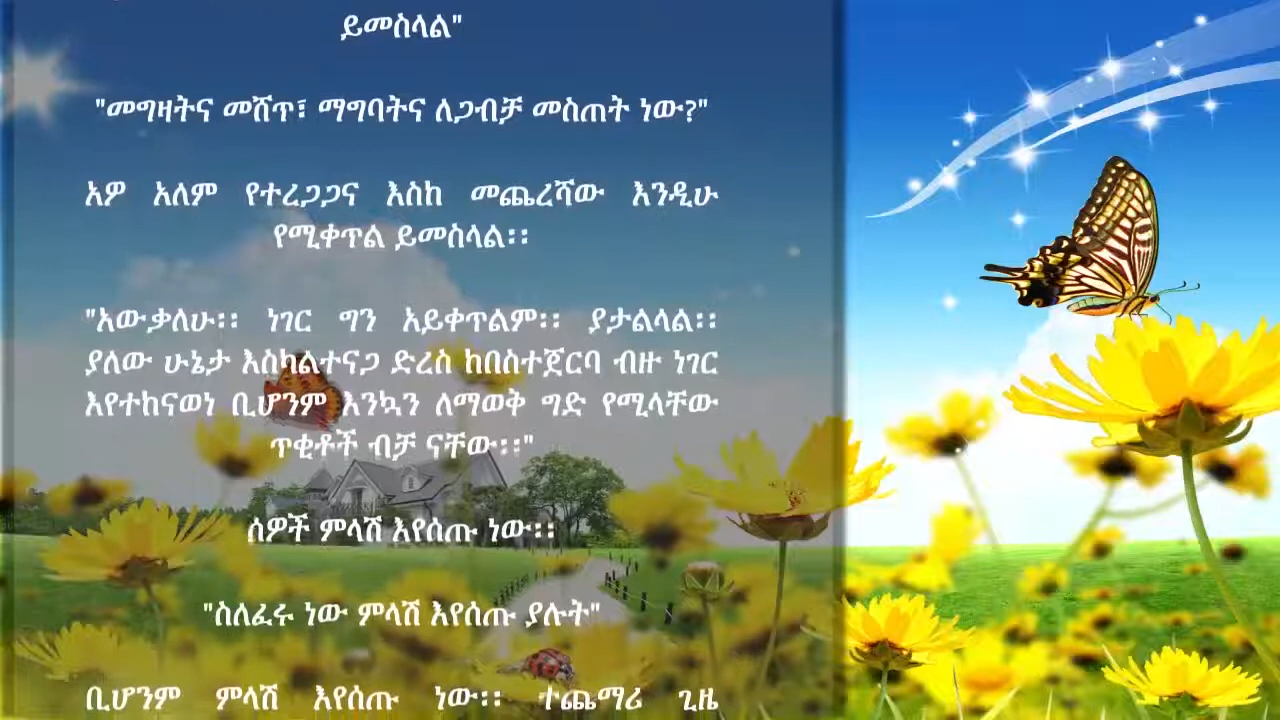 ይመስላል"
"መግዛትና መሸጥ፣ ማግባትና ለጋብቻ መስጠት ነው?"
አዎ አለም የተረጋጋና እስከ መጨረሻው እንዲሁ
የሚቀጥል ይመስላል፡፡
"አውቃለሁ፡፡ ነገር ግን አይቀጥልም፡፡ ያታልላል፡፡
ያለው ሁኔታ እስካልተናጋ ድረስ ከበስተጀርባ ብዙ ነገር
እየተከናወነ ቢሆንም እንኳን ለማወቅ ግድ የሚላቸው
ጥቂቶች ብቻ ናቸው፡፡"
ሰዎች ምላሽ እየሰጡ ነው፡፡
"ስለፈሩ ነው ምላሽ እየሰጡ ያሉት"
ቢሆንም ምላሽ እየሰጡ ነው፡፡ ተጨማሪ ጊዜ